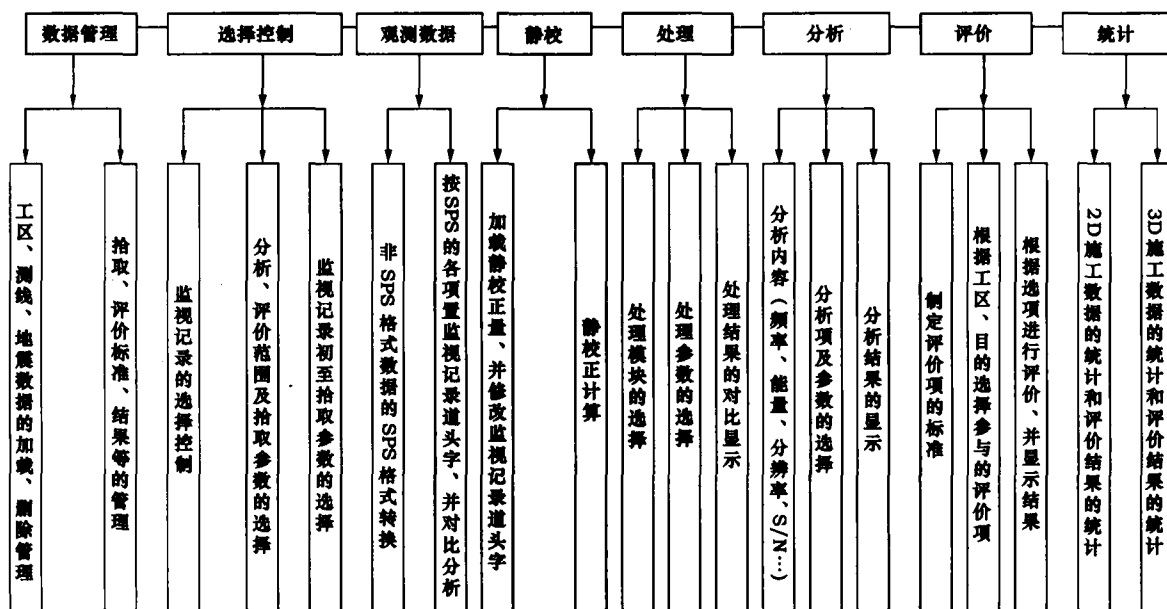 数据管理
选择控制
观测数据
静校
处理
分析
评价
统计
工区、测线、地震数据的加载、删除管理
拾取、评价标准、结果等的管理
监视记录的选择控制
分析、评价范围及拾取参数的选择
监视记录初至拾取参数的选择
非SPS格式数据的SPS格式转换
按SPS的各项置监视记录道头字、并对比分析
加载静校正量、并修改监视记录道头字
静校正计算
处理模块的选择
处理参数的选择
处理结果的对比显示
分析内容(频率、能量、分辨率、S/N…)
分析项及参数的选择
分析结果的显示
制定评价项的标准
根据工区、目的选择参与的评价项
根据选项进行评价、并显示结果
2D施工数据的统计和评价结果的统计
3D施工数据的统计和评价结果的统计